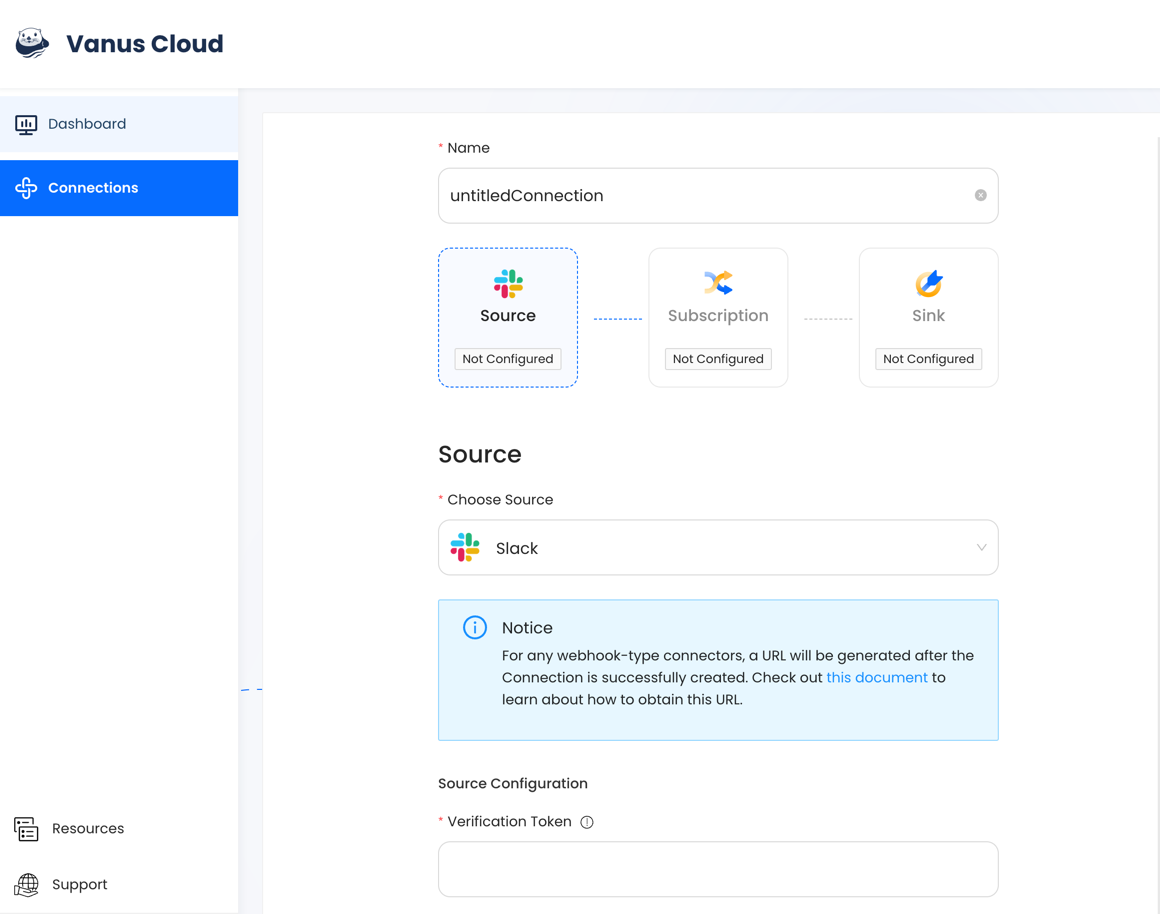 Vanus Cloud
Dashboard
Connections
* Name
untitledConnection
Source
Subscription
Sink
Not Configured
Not Configured
Not Configured
Source
* Choose Source
Slack
Notice
For any webhook-type connectors, a URL will be generated after the
Connection is successfully created. Check out this document to
learn about how to obtain this URL.
Source Configuration
* Verification Token
Resources
Support